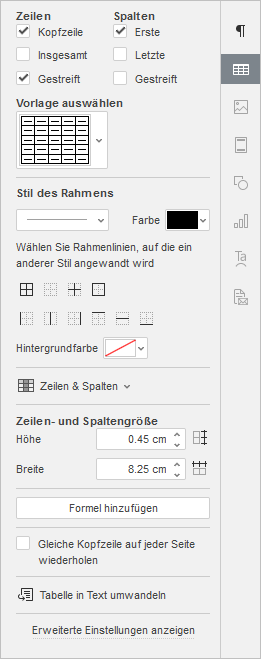 Zeilen Spalten
Kopfzeile Erste
Insgesamt Letzte
Gestreift Gestreift
Vorlage auswählen
Stil des Rahmens
Farbe
Wählen Sie Rahmenlinien, auf die ein
anderer Stil angewandt wird
Hintergrundfarbe
Zeilen & Spalten
Zeilen- und Spaltengröße
Höhe 0.45 cm
Breite 8.25 cm
Formel hinzufügen
Gleiche Kopfzeile auf jeder Seite
wiederholen
Tabelle in Text umwandeln
Erweiterte Einstellungen anzeigen
¶
Ta